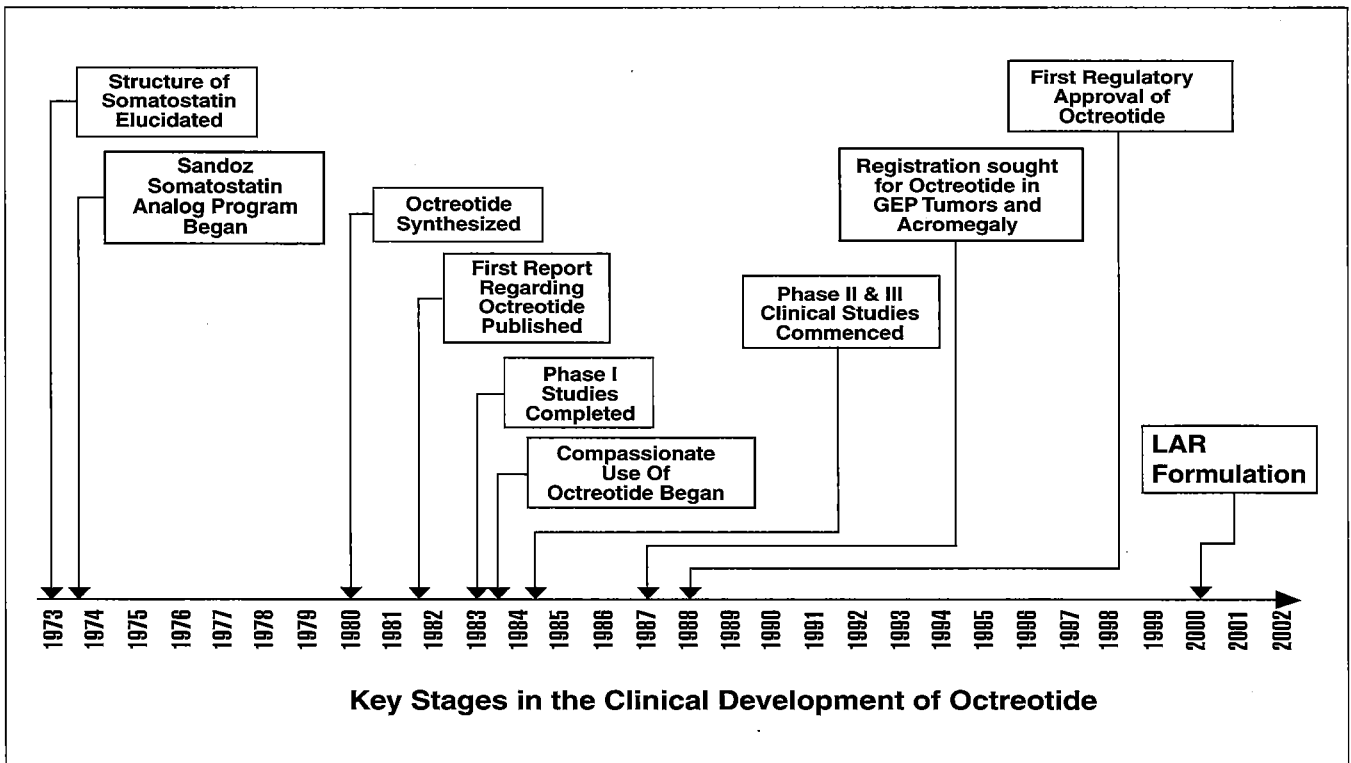 Structure of
Somatostatin
Elucidated
Sandoz
Somatostatin
Analog Program
Began
Octreotide
Synthesized
First Report
Regarding
Octreotide
Published
Phase I
Studies
Completed
Compassionate
Use Of
Octreotide Began
Phase II & III
Clinical Studies
Commenced
Registration sought
for Octreotide in
GEP Tumors and
Acromegaly
First Regulatory
Approval of
Octreotide
LAR
Formulation
1973
1974
1975
1976
1977
1978
1979
1980
1981
1982
1983
1984
1985
1986
1987
1988
1989
1990
1991
1992
1993
1994
1995
1996
1997
1998
1999
2000
2001
2002
Key Stages in the Clinical Development of Octreotide